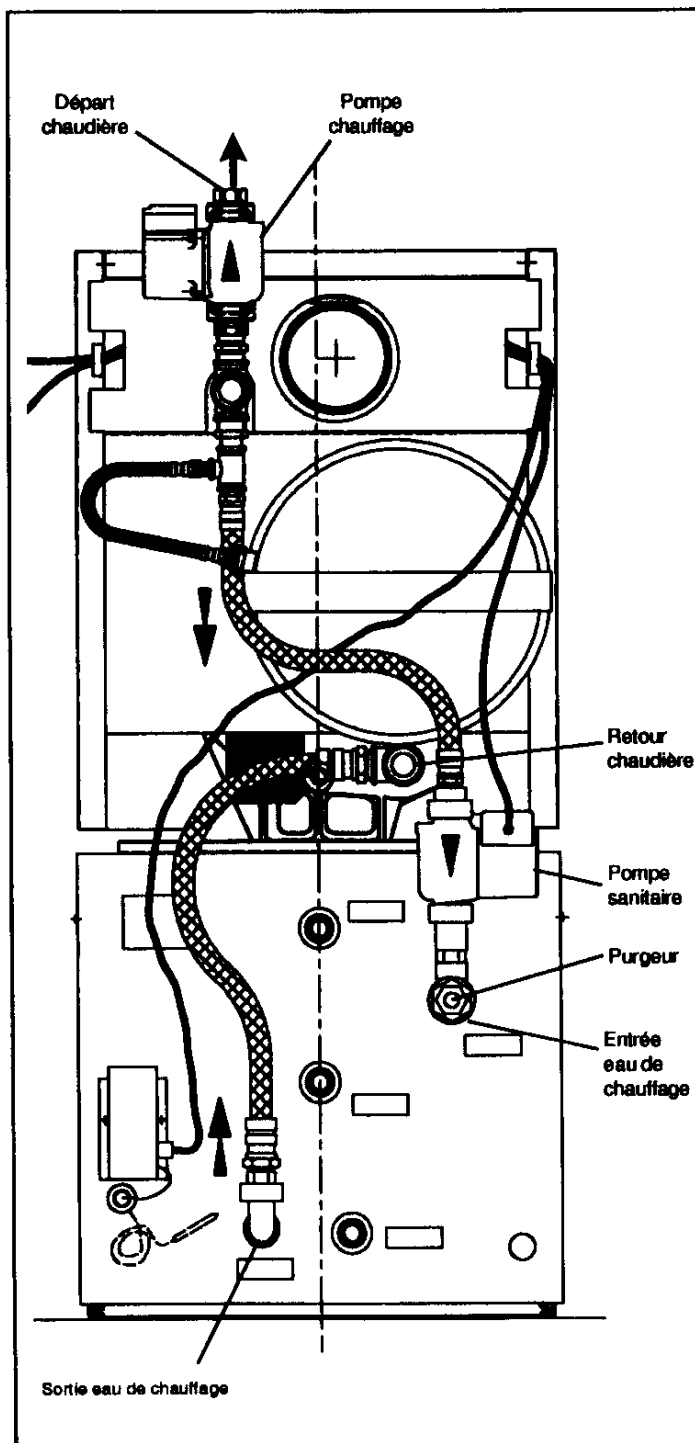 Départ
chaudière
Pompe
chauffage
Retour
chaudière
Pompe
sanitaire
Purgeur
Entrée
eau de
chauffage
Sortie eau de chauffage